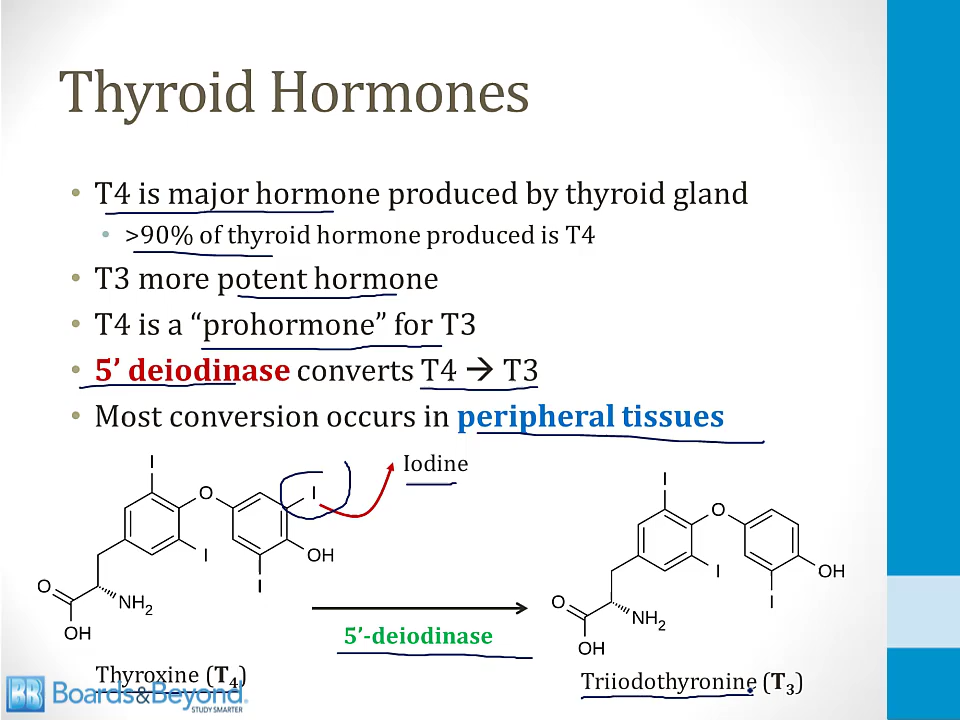 Thyroid Hormones
• T4 is major hormone produced by thyroid gland
• >90% of thyroid hormone produced is T4
• T3 more potent hormone
• T4 is a “prohormone” for T3
• 5’ deiodinase converts T4 → T3
• Most conversion occurs in peripheral tissues
Iodine
I
O
I
I
OH
I
O
NH2
OH
I
O
I
OH
I
O
NH2
OH
5’-deiodinase
Thyroxine (T4)
Triiodothyronine (T3)
BB Boards&Beyond.
STUDY SMARTER